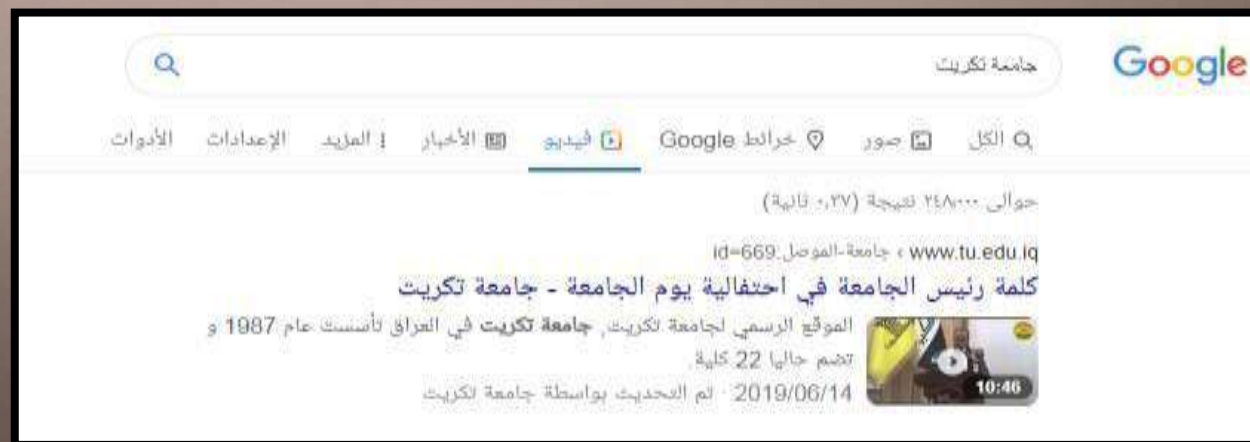 Google
جامعة تكريت
الكل صور خرائط Google فيديو الأخبار المزيد الإعدادات الأدوات
حوالى ٢٤٨٬٠٠٠ نتيجة (٠٫٣٧ ثانية)
www.tu.edu.iq › جامعة-الموصل:id=669
كلمة رئيس الجامعة في احتفالية يوم الجامعة - جامعة تكريت
الموقع الرسمي لجامعة تكريت, جامعة تكريت في العراق تأسست عام 1987 و
تضم حاليا 22 كلية.
10:46
2019/06/14 · تم التحديث بواسطة جامعة تكريت